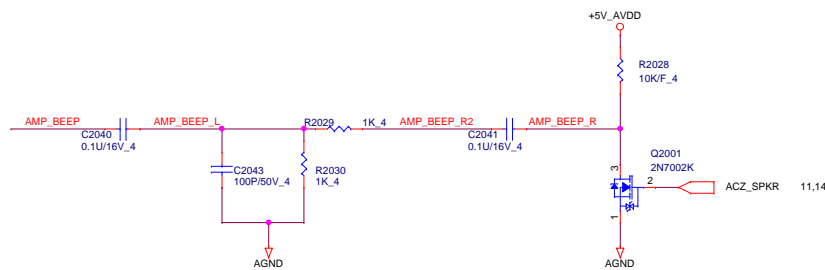 +5V_AVDD
R2028
10K/F_4
AMP_BEEP
C2040
0.1U/16V_4
AMP_BEEP_L
R2029
1K_4
AMP_BEEP_R2
C2041
0.1U/16V_4
AMP_BEEP_R
C2043
100P/50V_4
R2030
1K_4
Q2001
2N7002K
3
2
1
ACZ_SPKR
11,14
AGND
AGND